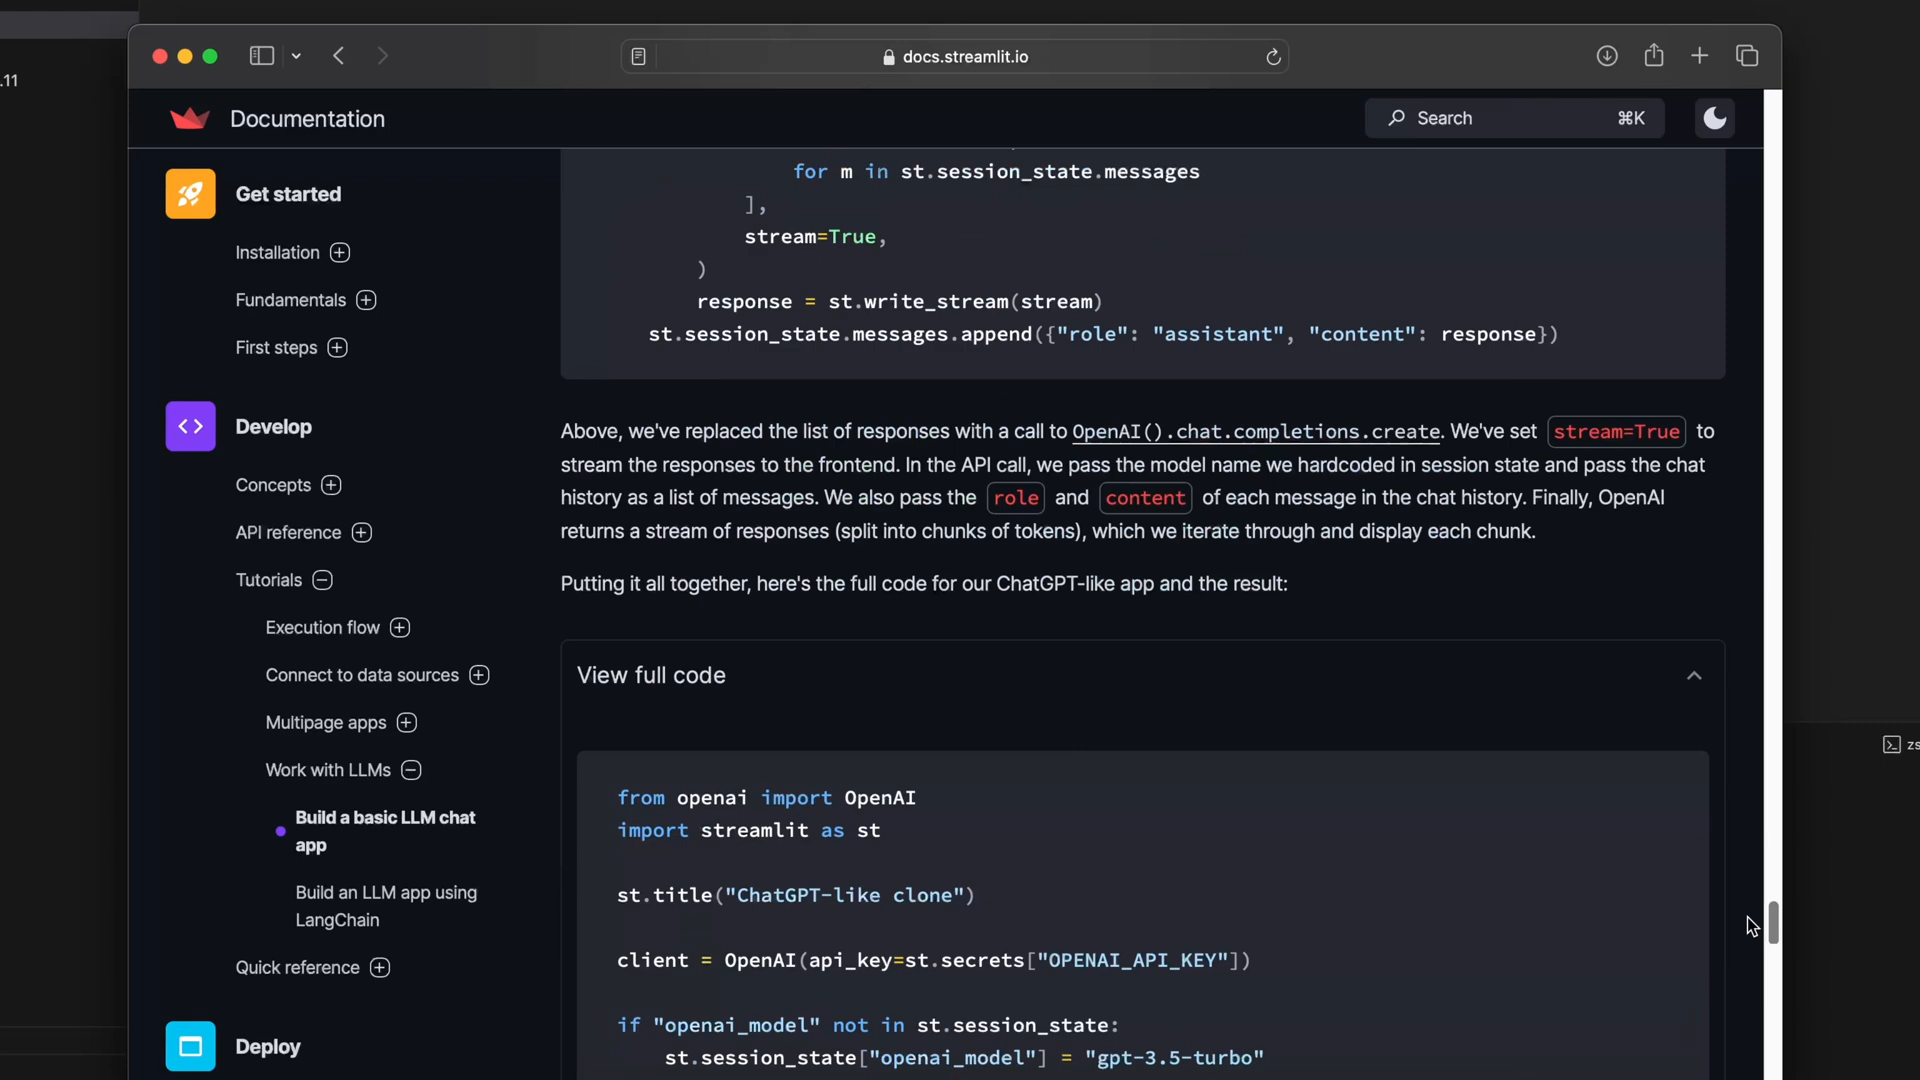 .11
docs.streamlit.io
Documentation
Search ⌘K
Get started
Installation
Fundamentals
First steps
Develop
Concepts
API reference
Tutorials
Execution flow
Connect to data sources
Multipage apps
Work with LLMs
Build a basic LLM chat
app
Build an LLM app using
LangChain
Quick reference
Deploy
for m in st.session_state.messages
],
stream=True,
)
response = st.write_stream(stream)
st.session_state.messages.append({"role": "assistant", "content": response})
Above, we've replaced the list of responses with a call to OpenAI().chat.completions.create. We've set stream=True to
stream the responses to the frontend. In the API call, we pass the model name we hardcoded in session state and pass the chat
history as a list of messages. We also pass the role and content of each message in the chat history. Finally, OpenAI
returns a stream of responses (split into chunks of tokens), which we iterate through and display each chunk.
Putting it all together, here's the full code for our ChatGPT-like app and the result:
View full code
from openai import OpenAI
import streamlit as st
st.title("ChatGPT-like clone")
client = OpenAI(api_key=st.secrets["OPENAI_API_KEY"])
if "openai_model" not in st.session_state:
st.session_state["openai_model"] = "gpt-3.5-turbo"
zs